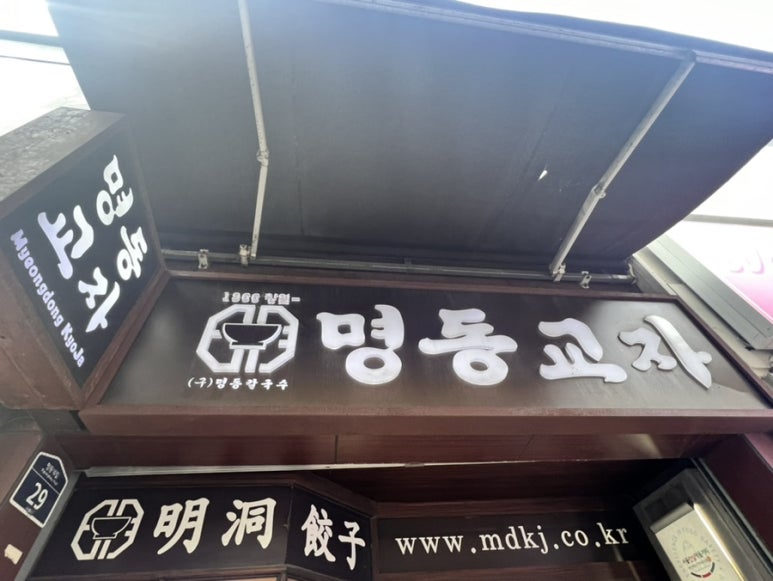 명동
교자
Myeongdong KyoJa
1966 창업
명동교자
(구)명동칼국수
29
明洞
餃子
www.mdkj.co.kr